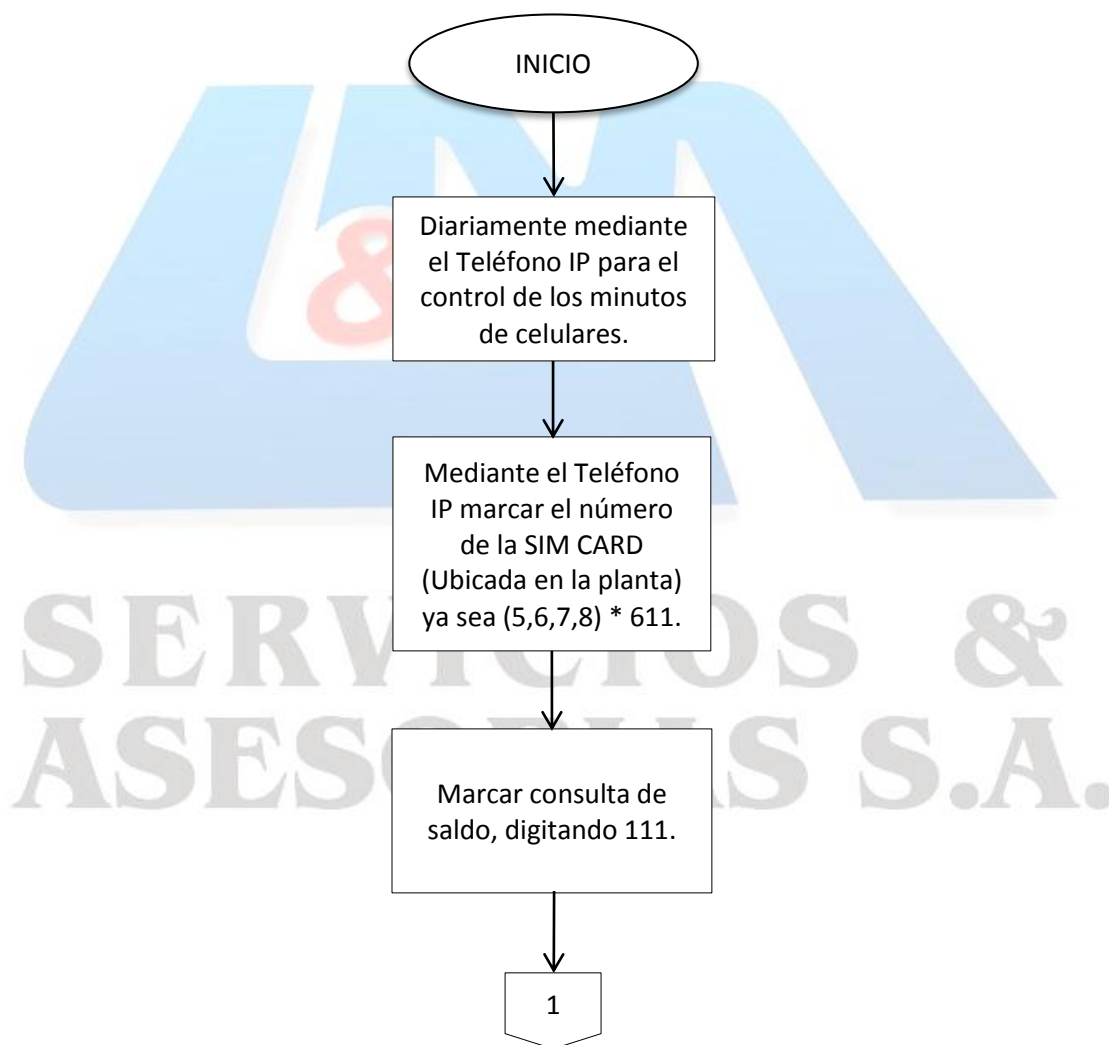 INICIO
Diariamente mediante
el Teléfono IP para el
control de los minutos
de celulares.
Mediante el Teléfono
IP marcar el número
de la SIM CARD
(Ubicada en la planta)
ya sea (5,6,7,8) * 611.
SERVICIOS &
Marcar consulta de
saldo, digitando 111.
ASESORIAS S.A.
1